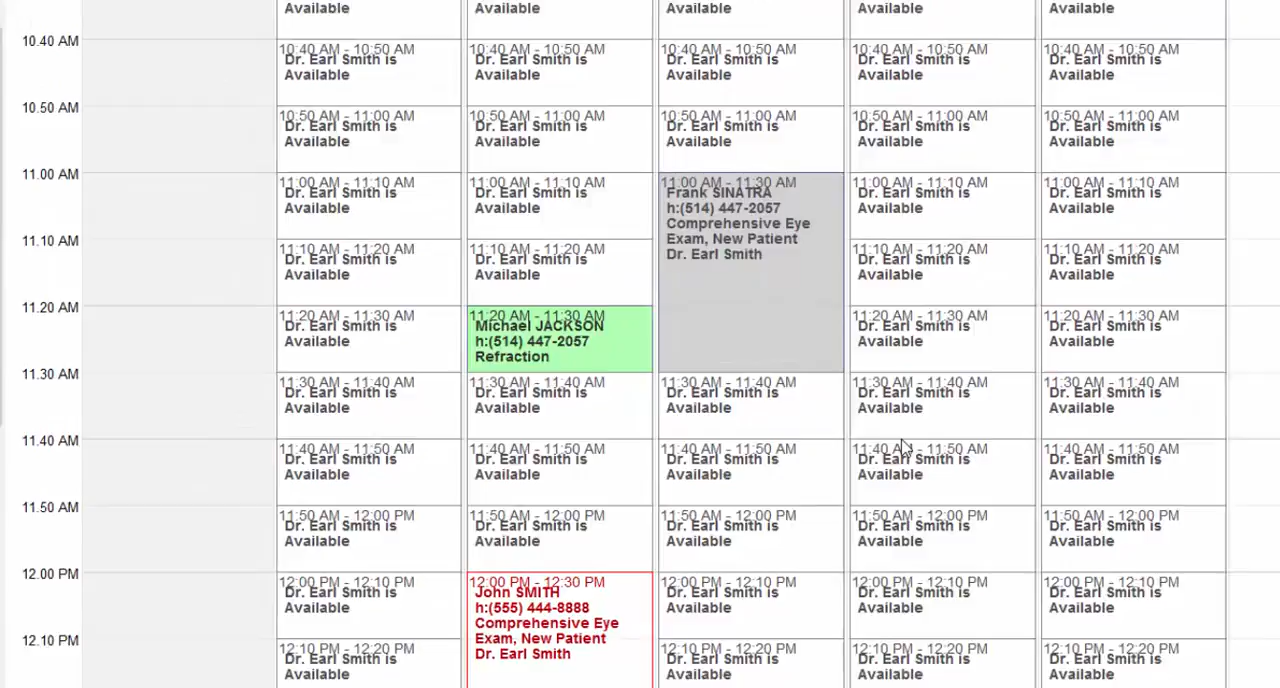 Available
Available
Available
Available
Available
10.40 AM
10:40 AM - 10:50 AM
Dr. Earl Smith is
Available
10:40 AM - 10:50 AM
Dr. Earl Smith is
Available
10:40 AM - 10:50 AM
Dr. Earl Smith is
Available
10:40 AM - 10:50 AM
Dr. Earl Smith is
Available
10:40 AM - 10:50 AM
Dr. Earl Smith is
Available
10.50 AM
10:50 AM - 11:00 AM
Dr. Earl Smith is
Available
10:50 AM - 11:00 AM
Dr. Earl Smith is
Available
10:50 AM - 11:00 AM
Dr. Earl Smith is
Available
10:50 AM - 11:00 AM
Dr. Earl Smith is
Available
10:50 AM - 11:00 AM
Dr. Earl Smith is
Available
11.00 AM
11:00 AM - 11:10 AM
Dr. Earl Smith is
Available
11:00 AM - 11:10 AM
Dr. Earl Smith is
Available
11:00 AM - 11:30 AM
Frank SINATRA
h:(514) 447-2057
Comprehensive Eye
Exam, New Patient
Dr. Earl Smith
11:00 AM - 11:10 AM
Dr. Earl Smith is
Available
11:00 AM - 11:10 AM
Dr. Earl Smith is
Available
11.10 AM
11:10 AM - 11:20 AM
Dr. Earl Smith is
Available
11:10 AM - 11:20 AM
Dr. Earl Smith is
Available
11:10 AM - 11:20 AM
Dr. Earl Smith is
Available
11:10 AM - 11:20 AM
Dr. Earl Smith is
Available
11.20 AM
11:20 AM - 11:30 AM
Dr. Earl Smith is
Available
11:20 AM - 11:30 AM
Michael JACKSON
h:(514) 447-2057
Refraction
11:20 AM - 11:30 AM
Dr. Earl Smith is
Available
11:20 AM - 11:30 AM
Dr. Earl Smith is
Available
11.30 AM
11:30 AM - 11:40 AM
Dr. Earl Smith is
Available
11:30 AM - 11:40 AM
Dr. Earl Smith is
Available
11:30 AM - 11:40 AM
Dr. Earl Smith is
Available
11:30 AM - 11:40 AM
Dr. Earl Smith is
Available
11:30 AM - 11:40 AM
Dr. Earl Smith is
Available
11.40 AM
11:40 AM - 11:50 AM
Dr. Earl Smith is
Available
11:40 AM - 11:50 AM
Dr. Earl Smith is
Available
11:40 AM - 11:50 AM
Dr. Earl Smith is
Available
11:40 AM - 11:50 AM
Dr. Earl Smith is
Available
11:40 AM - 11:50 AM
Dr. Earl Smith is
Available
11.50 AM
11:50 AM - 12:00 PM
Dr. Earl Smith is
Available
11:50 AM - 12:00 PM
Dr. Earl Smith is
Available
11:50 AM - 12:00 PM
Dr. Earl Smith is
Available
11:50 AM - 12:00 PM
Dr. Earl Smith is
Available
11:50 AM - 12:00 PM
Dr. Earl Smith is
Available
12.00 PM
12:00 PM - 12:10 PM
Dr. Earl Smith is
Available
12:00 PM - 12:30 PM
John SMITH
h:(555) 444-8888
Comprehensive Eye
Exam, New Patient
Dr. Earl Smith
12:00 PM - 12:10 PM
Dr. Earl Smith is
Available
12:00 PM - 12:10 PM
Dr. Earl Smith is
Available
12:00 PM - 12:10 PM
Dr. Earl Smith is
Available
12.10 PM
12:10 PM - 12:20 PM
Dr. Earl Smith is
Available
12:10 PM - 12:20 PM
Dr. Earl Smith is
Available
12:10 PM - 12:20 PM
Dr. Earl Smith is
Available
12:10 PM - 12:20 PM
Dr. Earl Smith is
Available